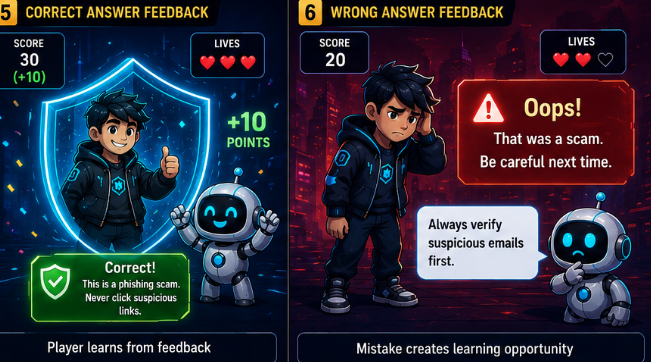 5 CORRECT ANSWER FEEDBACK
SCORE
30
(+10)
LIVES
+10
POINTS
Correct!
This is a phishing scam.
Never click suspicious
links.
Player learns from feedback
6 WRONG ANSWER FEEDBACK
SCORE
20
LIVES
Oops!
That was a scam.
Be careful next time.
Always verify
suspicious emails
first.
Mistake creates learning opportunity